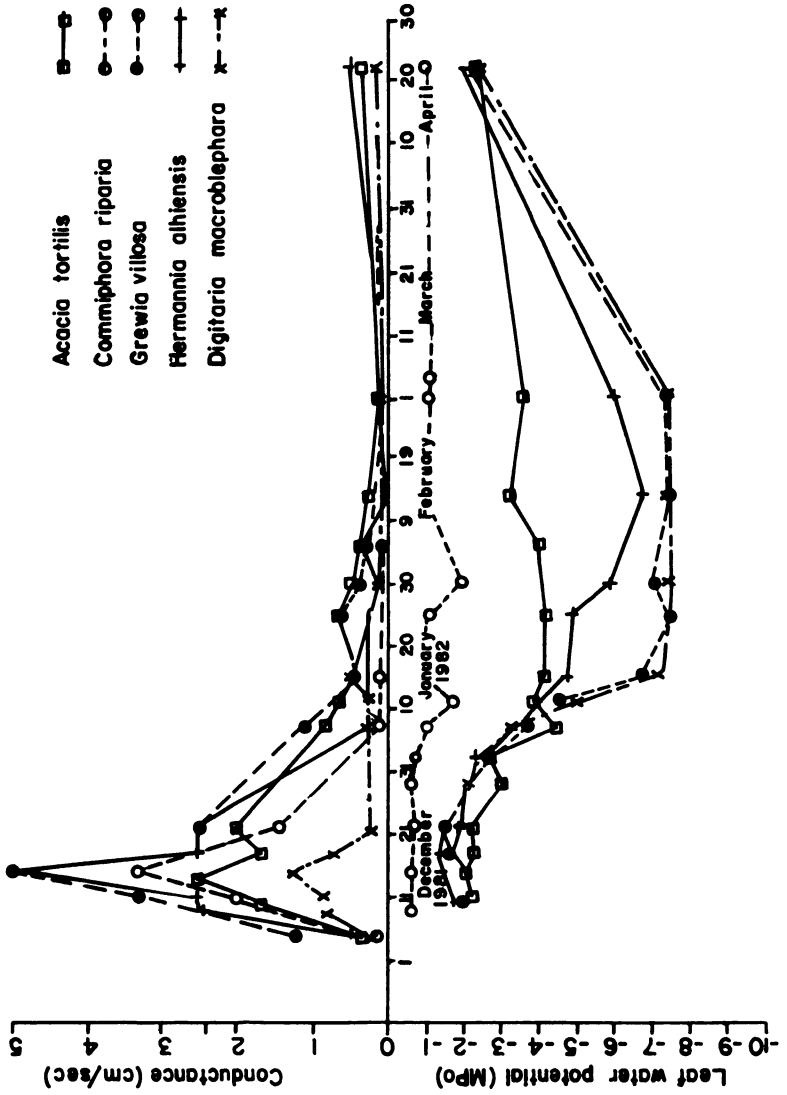 Acacia tortilis
Commiphora riparia
Grewia villosa
Hermannia alhiensis
Digitaria macroblephara
Conductance (cm/sec)
5
4
3
2
1
0
-1
-2
-3
-4
-5
-6
-7
-8
-9
-10
Leaf water potential (MPa)
1 11 21 31 10 20 30 9 19 1 11 21 31 10 20 30
December January February March April
1981 1982